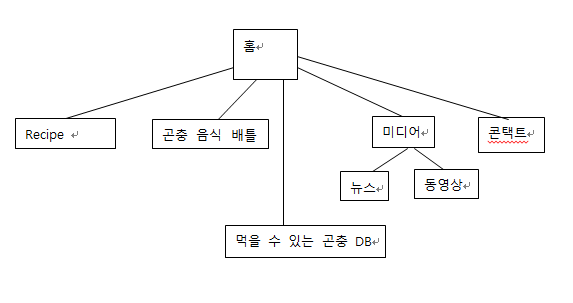 홈
Recipe
곤충 음식 배틀
미디어
콘택트
뉴스
동영상
먹을 수 있는 곤충 DB